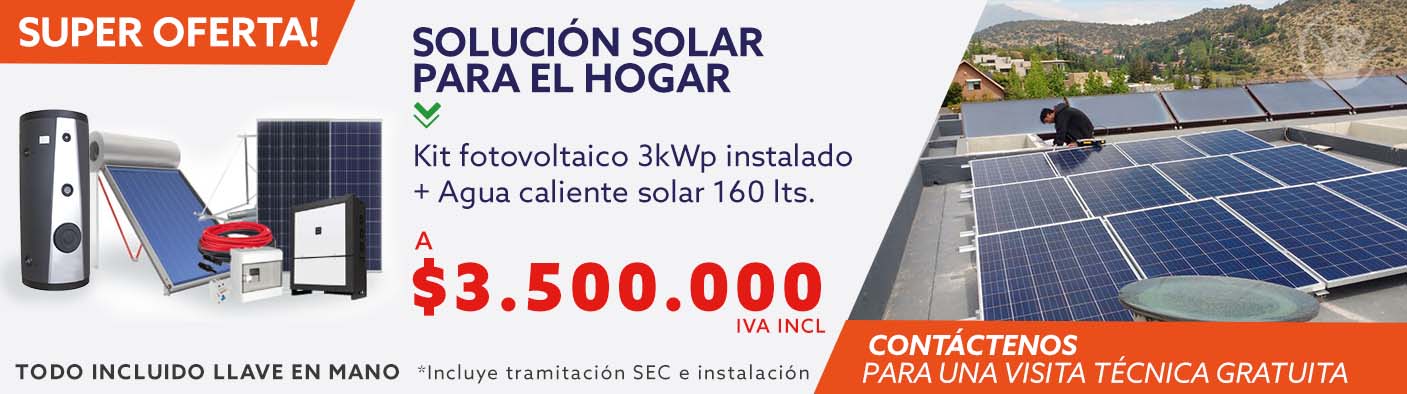 SUPER OFERTA!
SOLUCIÓN SOLAR
PARA EL HOGAR
Kit fotovoltaico 3kWp instalado
+ Agua caliente solar 160 lts.
A
$3.500.000
IVA INCL
TODO INCLUIDO LLAVE EN MANO
*Incluye tramitación SEC e instalación
CONTÁCTENOS
PARA UNA VISITA TÉCNICA GRATUITA